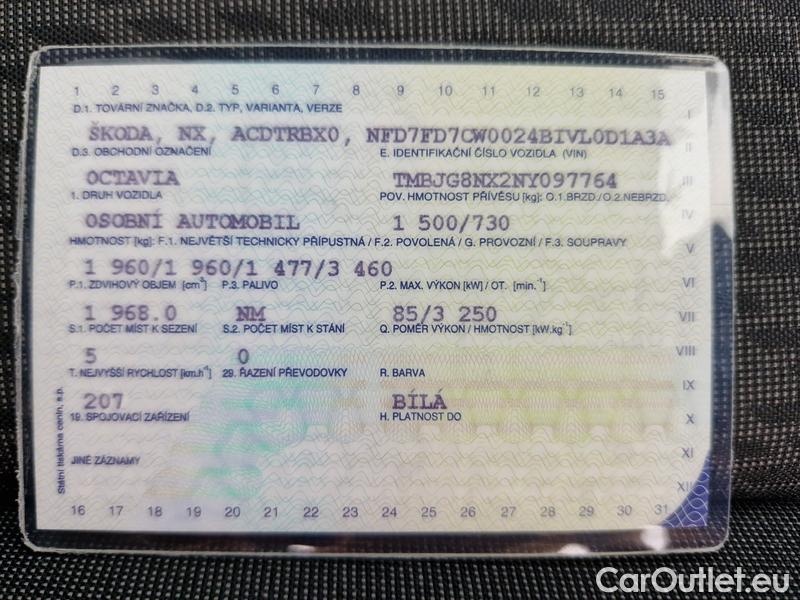 1 2 3 4 5 6 7 8 9 10 11 12 13 14 15
D.1. TOVÁRNÍ ZNAČKA, D.2. TYP, VARIANTA, VERZE
I
ŠKODA, NX, ACDTRBX0, NFD7FD7CW0024BIVL0D1A3A
II
D.3. OBCHODNÍ OZNAČENÍ E. IDENTIFIKAČNÍ ČÍSLO VOZIDLA (VIN)
OCTAVIA TMBJG8NX2NY097764
III
1. DRUH VOZIDLA POV. HMOTNOST PŘÍVĚSU [kg]: O.1.BRZD./O.2.NEBRZD.
OSOBNÍ AUTOMOBIL 1 500/730
IV
HMOTNOST [kg]: F.1. NEJVĚTŠÍ TECHNICKY PŘÍPUSTNÁ / F.2. POVOLENÁ / G. PROVOZNÍ / F.3. SOUPRAVY
V
1 960/1 960/1 477/3 460
P.1. ZDVIHOVÝ OBJEM [cm³] P.3. PALIVO P.2. MAX. VÝKON [kW] / OT. [min.⁻¹]
VI
1 968.0 NM 85/3 250
VII
S.1. POČET MÍST K SEZENÍ S.2. POČET MÍST K STÁNÍ Q. POMĚR VÝKON / HMOTNOST [kW.kg⁻¹]
5 0
VIII
T. NEJVYŠŠÍ RYCHLOST [km.h⁻¹] 29. ŘAZENÍ PŘEVODOVKY R. BARVA
IX
207 BÍLÁ
19. SPOJOVACÍ ZAŘÍZENÍ H. PLATNOST DO
X
XI
JINÉ ZÁZNAMY
XII
16 17 18 19 20 21 22 23 24 25 26 27 28 29 30 31
Státní tiskárna cenin, s.p.
CarOutlet.eu